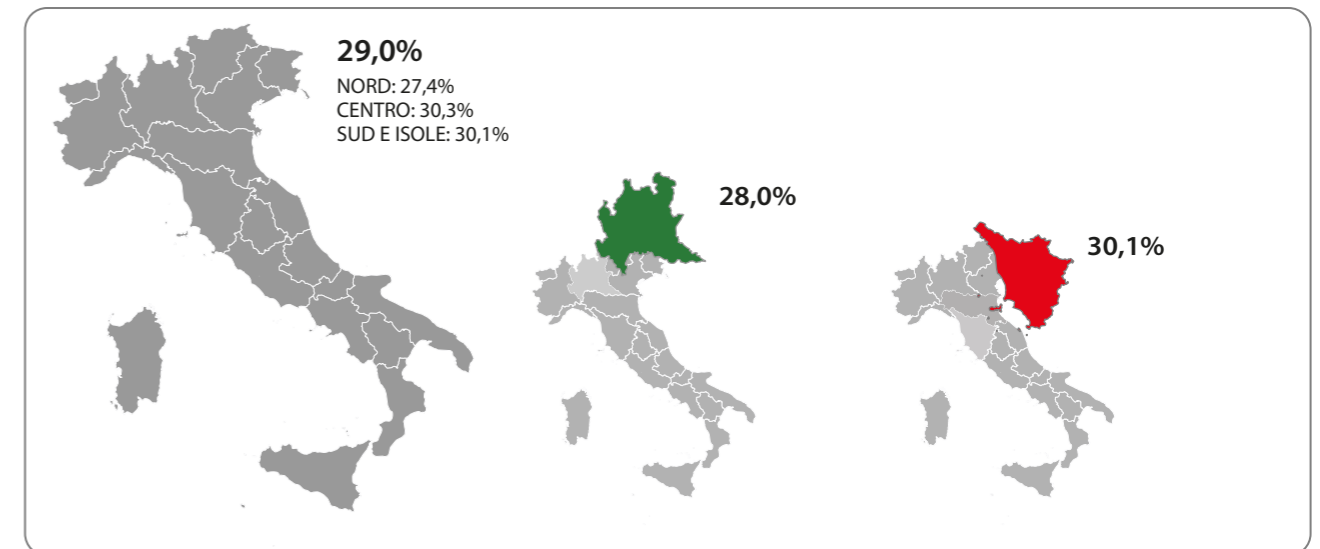 29,0%
NORD: 27,4%
CENTRO: 30,3%
SUD E ISOLE: 30,1%
28,0%
30,1%